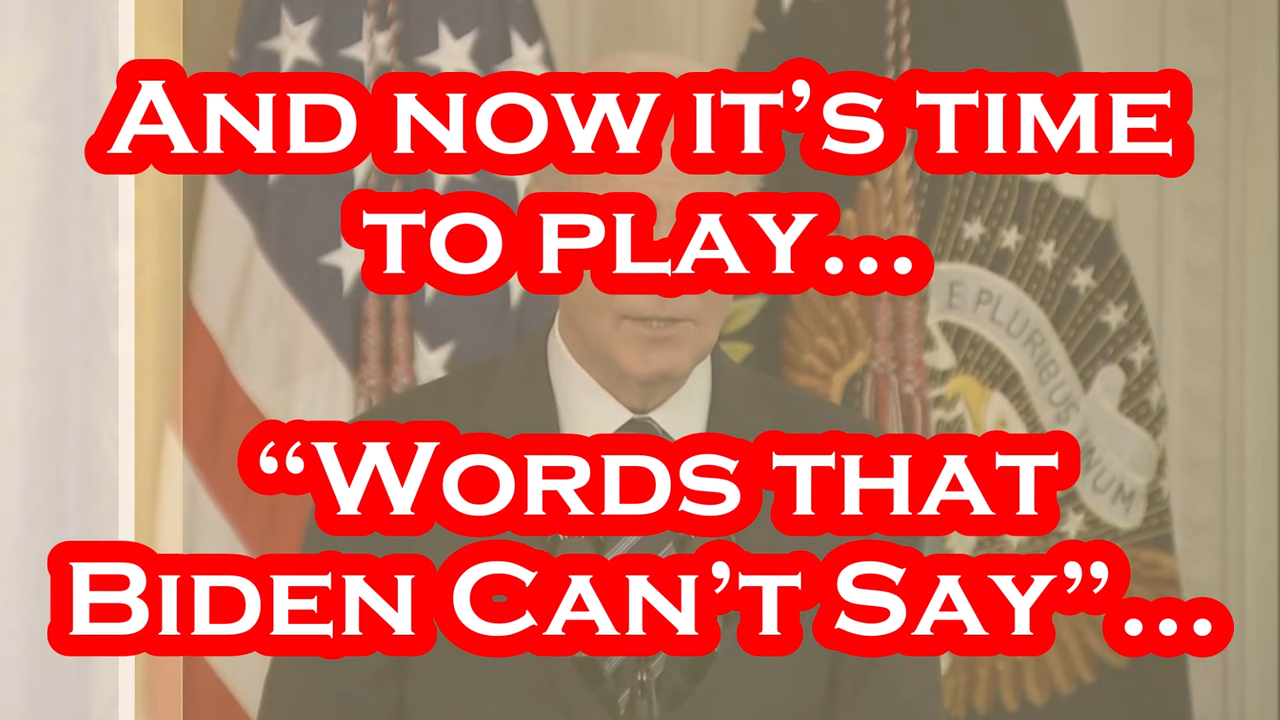 And now it’s time
to play...
E PLURIBUS UNUM
“Words that
Biden Can’t Say”...